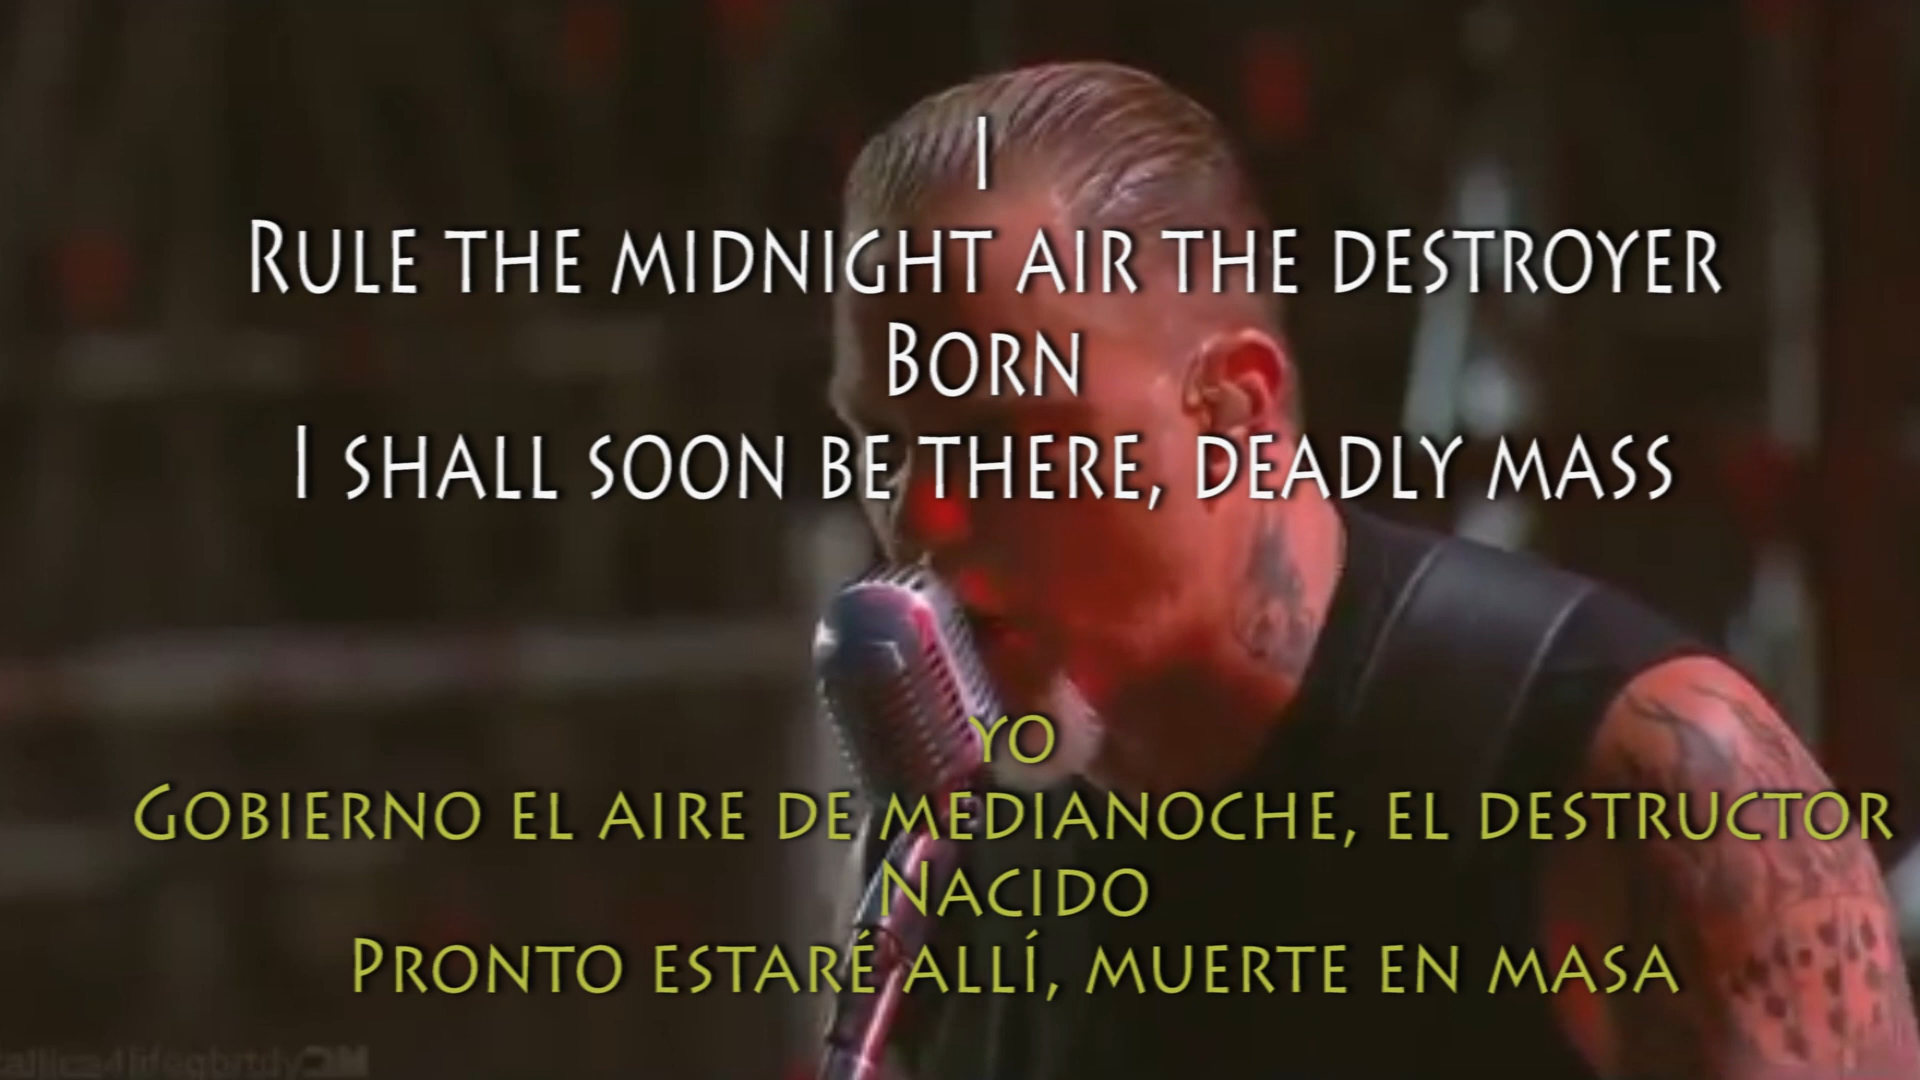 I
Rule the midnight air the destroyer
Born
I shall soon be there, deadly mass
yo
Gobierno el aire de medianoche, el destructor
Nacido
Pronto estaré allí, muerte en masa